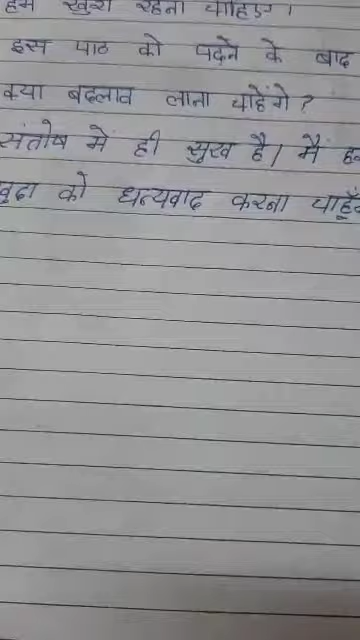 हमें खुश रहना चाहिए।
इस पाठ को पढ़ने के बाद
क्या बदलाव लाना चाहेंगे?
संतोष में ही सुख है। मैं
खुदा को धन्यवाद करना